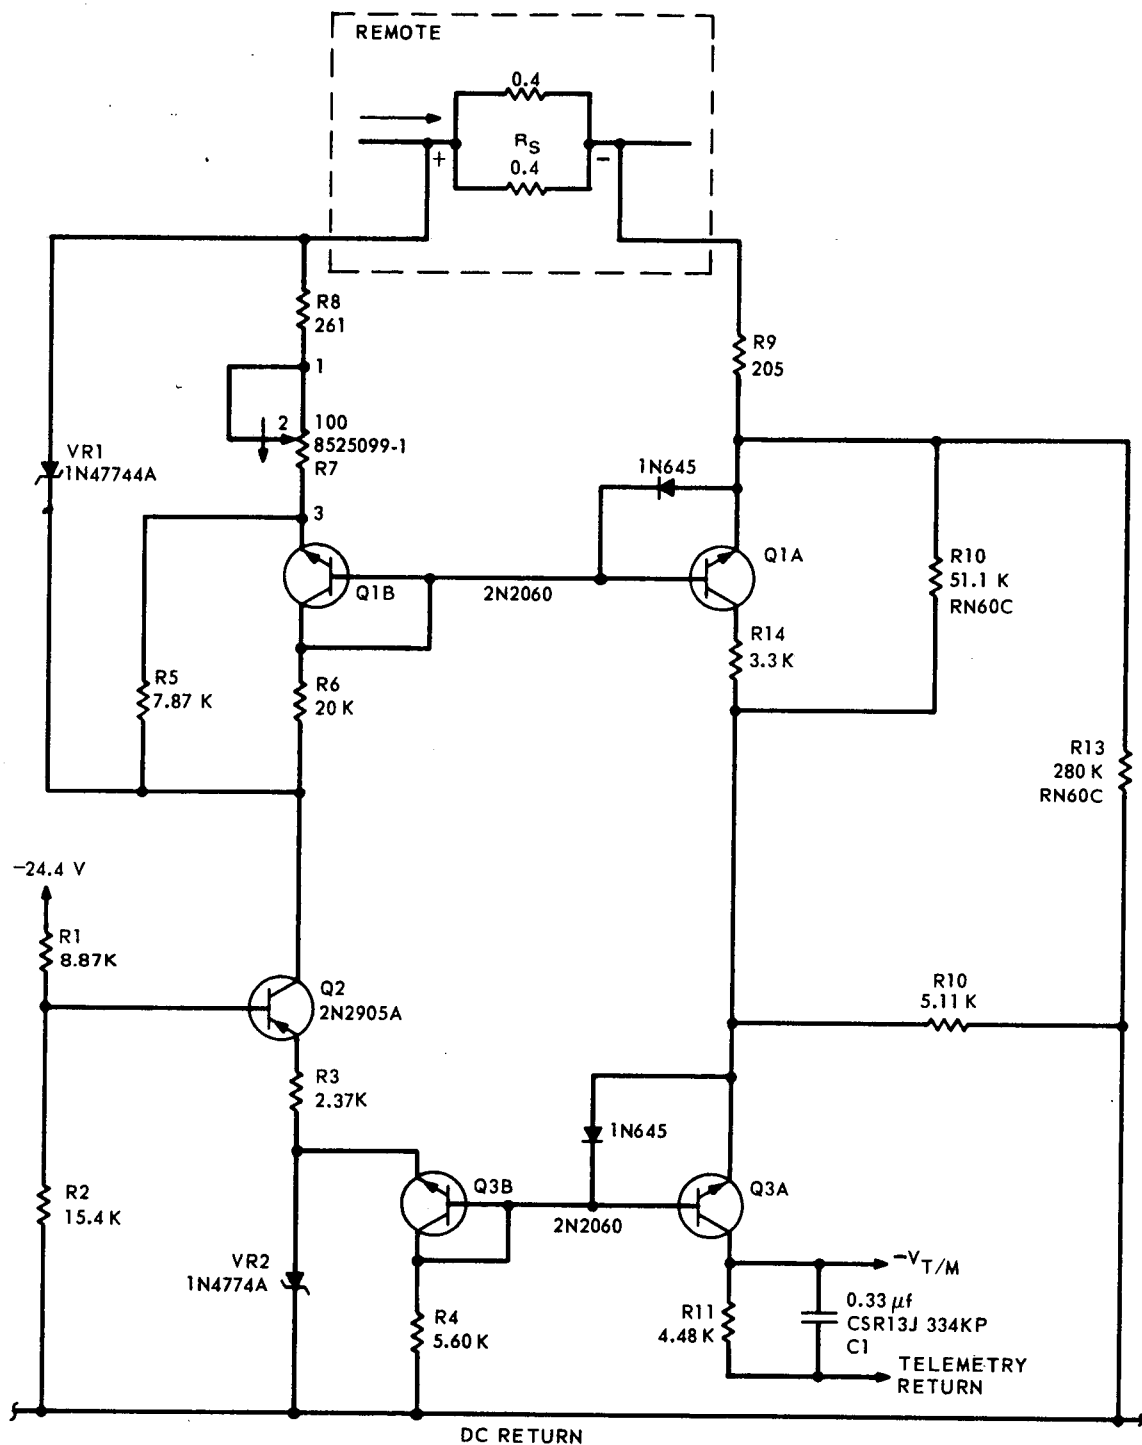 REMOTE
0.4
RS
+
−
0.4
R8
261
R9
205
1
2
100
8525099-1
R7
VR1
1N47744A
1N645
3
Q1A
Q1B
2N2060
R10
51.1 K
RN60C
R14
3.3 K
R5
7.87 K
R6
20 K
R13
280 K
RN60C
−24.4 V
R1
8.87K
Q2
2N2905A
R10
5.11 K
R3
2.37K
1N645
R2
15.4 K
Q3B
Q3A
2N2060
VR2
1N4774A
−VT/M
0.33 μf
CSR13J 334KP
C1
R11
4.48 K
R4
5.60 K
TELEMETRY
RETURN
DC RETURN